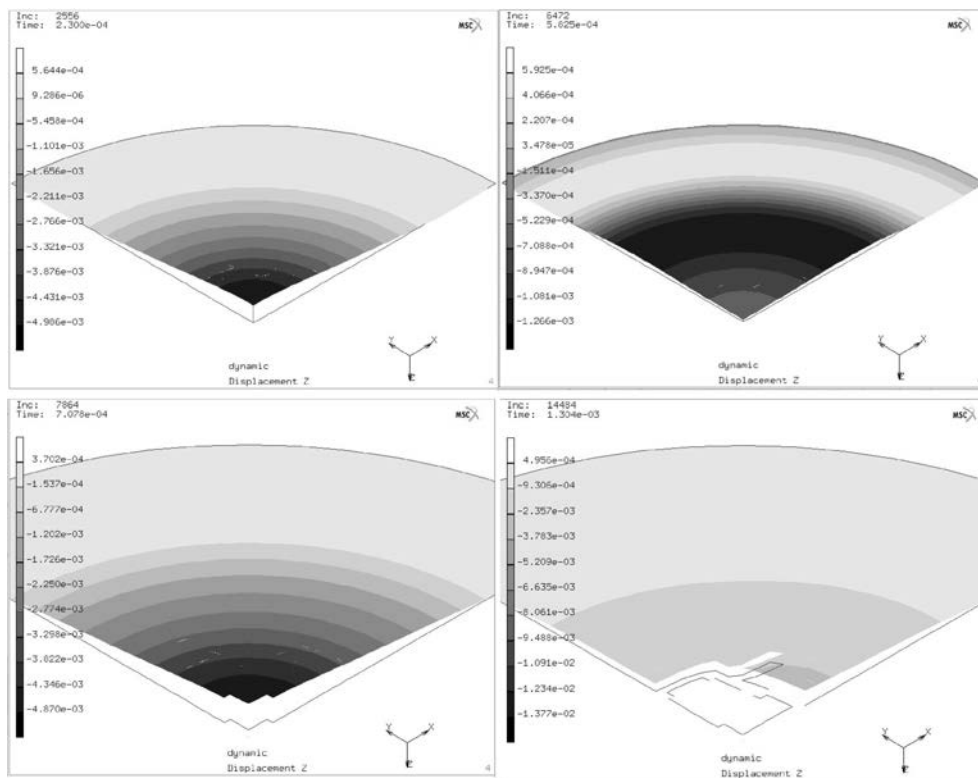 Inc: 2556
Time: 2.300e-04
MSC
5.644e-04
9.286e-06
-5.458e-04
-1.101e-03
-1.656e-03
-2.211e-03
-2.766e-03
-3.321e-03
-3.876e-03
-4.431e-03
-4.986e-03
Y
X
dynamic
Displacement Z
4
Inc: 6472
Time: 5.825e-04
MSC
5.925e-04
4.066e-04
2.207e-04
3.478e-05
-1.511e-04
-3.370e-04
-5.229e-04
-7.088e-04
-8.947e-04
-1.081e-03
-1.266e-03
Y
X
dynamic
Displacement Z
Inc: 7864
Time: 7.078e-04
MSC
3.702e-04
-1.537e-04
-6.777e-04
-1.202e-03
-1.726e-03
-2.250e-03
-2.774e-03
-3.298e-03
-3.822e-03
-4.346e-03
-4.870e-03
Y
X
dynamic
Displacement Z
4
Inc: 14484
Time: 1.304e-03
MSC
4.956e-04
-9.306e-04
-2.357e-03
-3.783e-03
-5.209e-03
-6.635e-03
-8.061e-03
-9.488e-03
-1.091e-02
-1.234e-02
-1.377e-02
Y
X
dynamic
Displacement Z